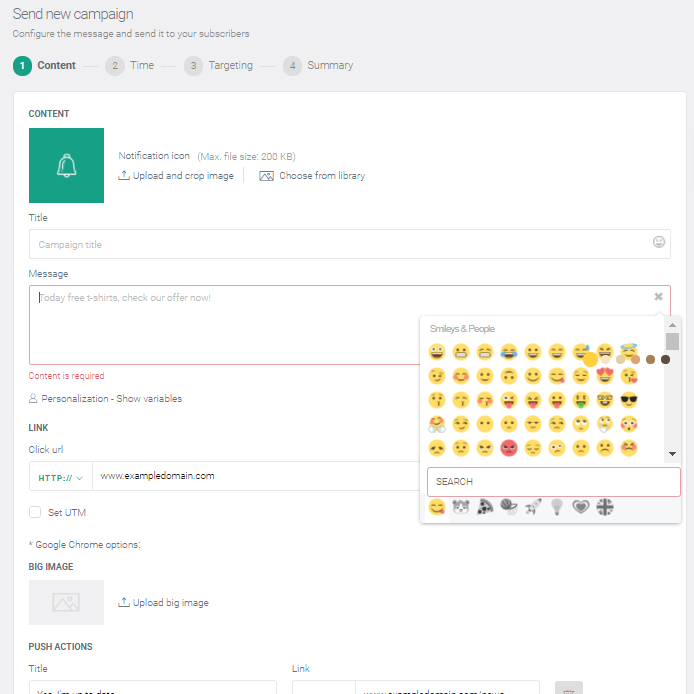 Send new campaign
Configure the message and send it to your subscribers
1 Content 2 Time 3 Targeting 4 Summary
CONTENT
Notification icon (Max. file size: 200 KB)
Upload and crop image Choose from library
Title
Campaign title
Message
Today free t-shirts, check our offer now!
Smileys & People
Content is required
Personalization - Show variables
LINK
Click url
HTTP:// www.exampledomain.com
SEARCH
Set UTM
* Google Chrome options:
BIG IMAGE
Upload big image
PUSH ACTIONS
Title Link